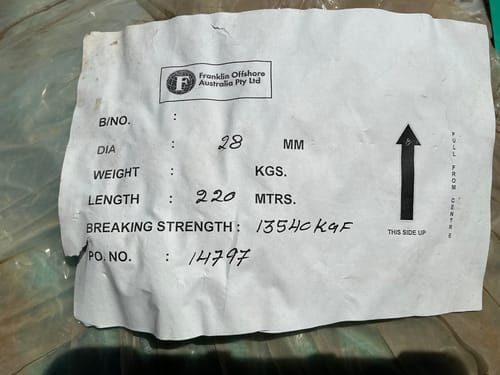 Franklin Offshore
Australia Pty Ltd
B/NO. :
DIA : 28 MM
WEIGHT : KGS.
LENGTH : 220 MTRS.
BREAKING STRENGTH : 13540 KGF
PO. NO. : 14797
THIS SIDE UP
PULL FROM CENTRE